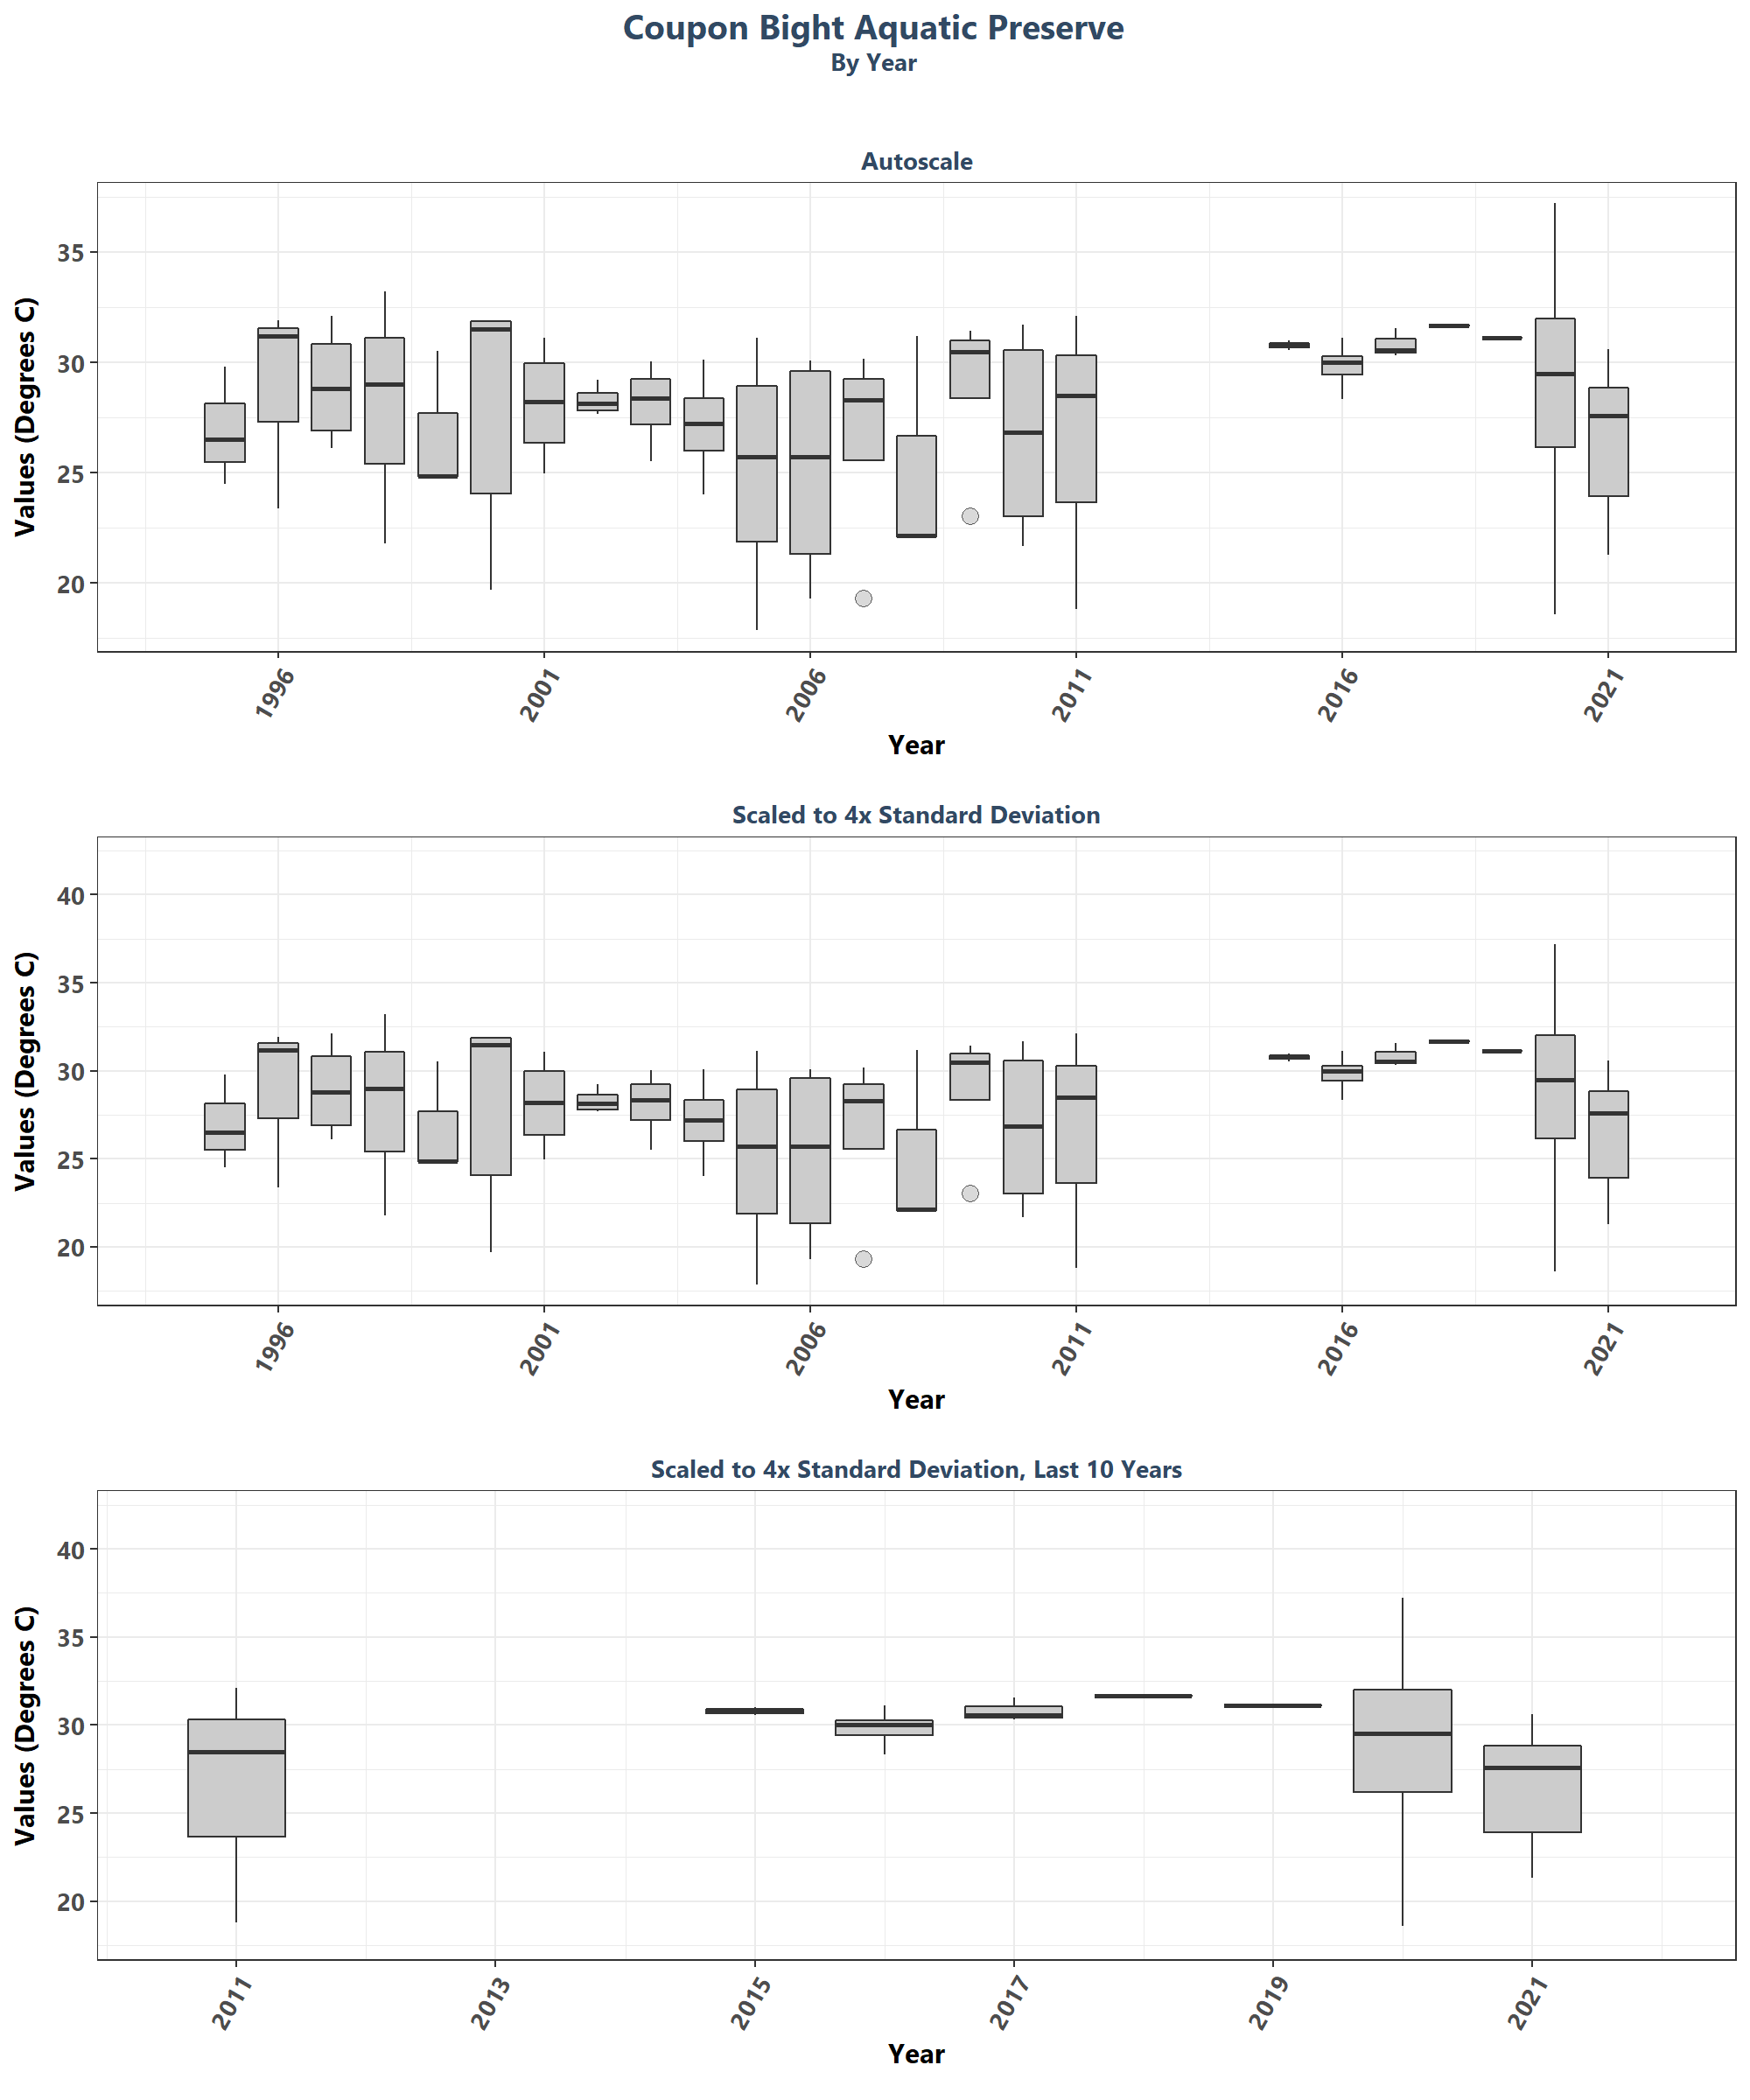 Coupon Bight Aquatic Preserve
By Year
Autoscale
Values (Degrees C)
35
30
25
20
1996
2001
2006
2011
2016
2021
Year
Scaled to 4x Standard Deviation
Values (Degrees C)
40
35
30
25
20
1996
2001
2006
2011
2016
2021
Year
Scaled to 4x Standard Deviation, Last 10 Years
Values (Degrees C)
40
35
30
25
20
2011
2013
2015
2017
2019
2021
Year